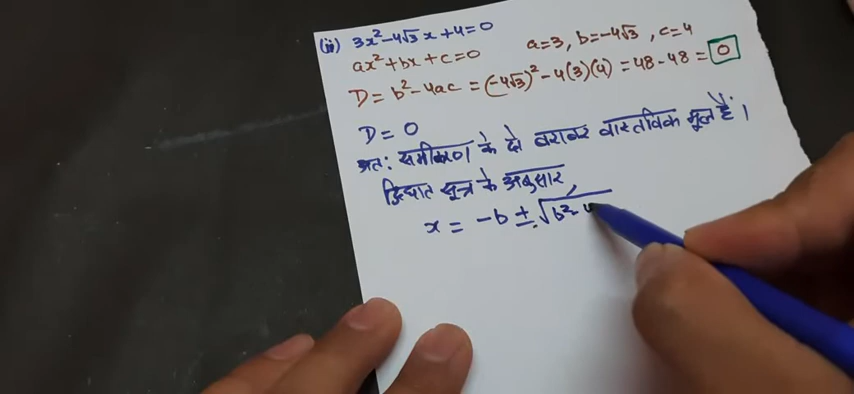 (ii) 3x²-4√3 x+4=0
ax²+bx+c=0 a=3, b=-4√3, c=4
D = b²-4ac = (-4√3)²-4(3)(4) = 48-48 = 0
D = 0
अत: समीकरण के दो बराबर वास्तविक मूल हैं।
द्विघात सूत्र के अनुसार
x = -b ± √b²-4